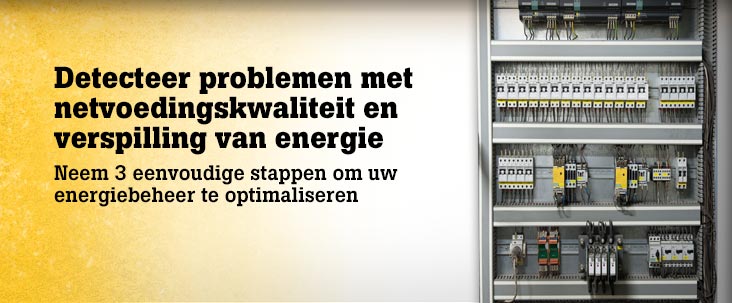 Detecteer problemen met
netvoedingskwaliteit en
verspilling van energie
Neem 3 eenvoudige stappen om uw
energiebeheer te optimaliseren